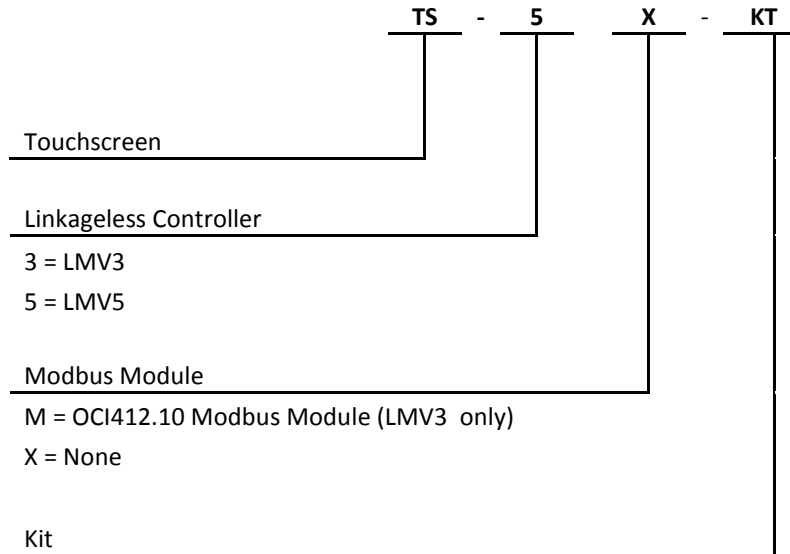 TS - 5 X - KT
Touchscreen
Linkageless Controller
3 = LMV3
5 = LMV5
Modbus Module
M = OCI412.10 Modbus Module (LMV3 only)
X = None
Kit